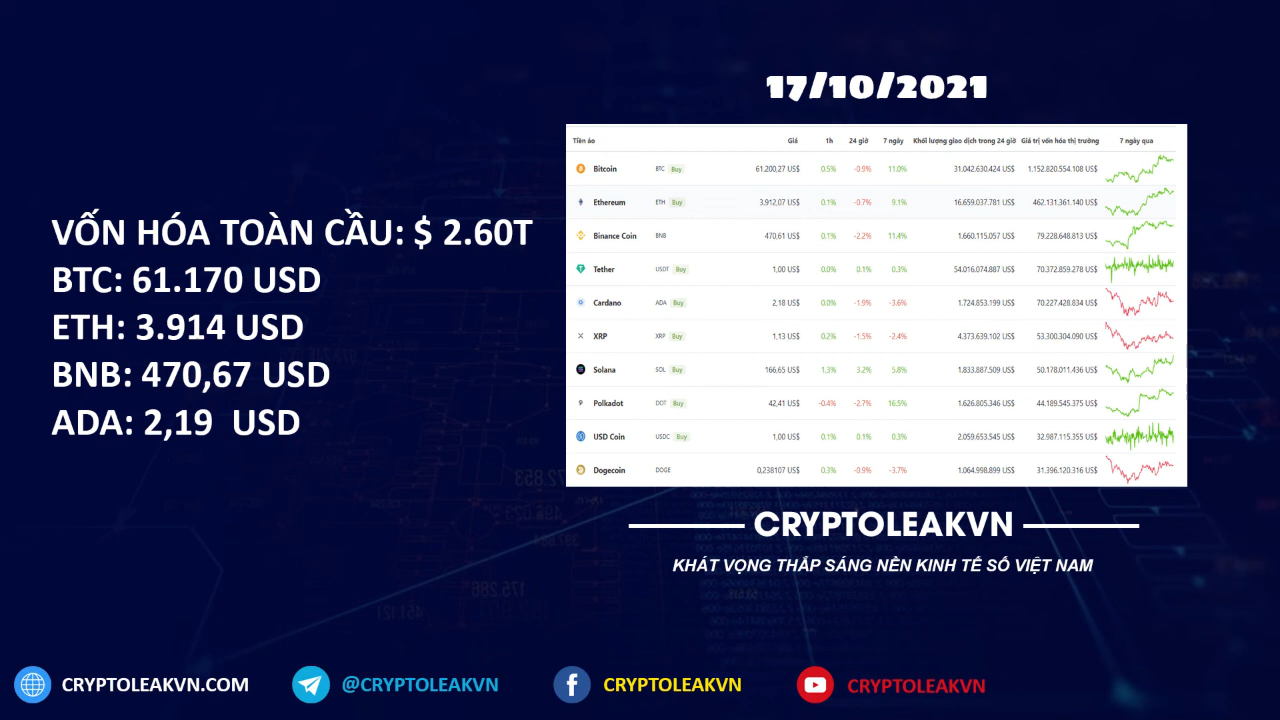 17/10/2021
VỐN HÓA TOÀN CẦU: $ 2.60T
BTC: 61.170 USD
ETH: 3.914 USD
BNB: 470,67 USD
ADA: 2,19 USD
Tiền ảo Giá 1h 24 giờ 7 ngày Khối lượng giao dịch trong 24 giờ Giá trị vốn hóa thị trường 7 ngày qua
Bitcoin BTC Buy 61.200,27 US$ 0.5% -0.9% 11.0% 31.042.630.424 US$ 1.152.820.554.108 US$
Ethereum ETH Buy 3.912,07 US$ 0.1% -0.7% 9.1% 16.659.037.781 US$ 462.131.361.140 US$
Binance Coin BNB 470,61 US$ 0.1% -2.2% 11.4% 1.660.115.057 US$ 79.228.648.813 US$
Tether USDT Buy 1,00 US$ 0.0% 0.1% 0.3% 54.016.074.887 US$ 70.372.859.278 US$
Cardano ADA Buy 2,18 US$ 0.0% -1.9% -3.6% 1.724.853.199 US$ 70.227.428.834 US$
XRP XRP Buy 1,13 US$ 0.2% -1.5% -2.4% 4.373.639.102 US$ 53.300.304.090 US$
Solana SOL Buy 166,65 US$ 1.3% 3.2% 5.8% 1.833.887.509 US$ 50.178.011.436 US$
Polkadot DOT Buy 42,41 US$ -0.4% -2.7% 16.5% 1.626.805.346 US$ 44.189.545.375 US$
USD Coin USDC Buy 1,00 US$ 0.1% 0.1% 0.3% 2.059.653.545 US$ 32.987.115.355 US$
Dogecoin DOGE 0,238107 US$ 0.3% -0.9% -3.7% 1.064.998.899 US$ 31.396.120.316 US$
CRYPTOLEAKVN
KHÁT VỌNG THẮP SÁNG NỀN KINH TẾ SỐ VIỆT NAM
CRYPTOLEAKVN.COM @CRYPTOLEAKVN CRYPTOLEAKVN CRYPTOLEAKVN